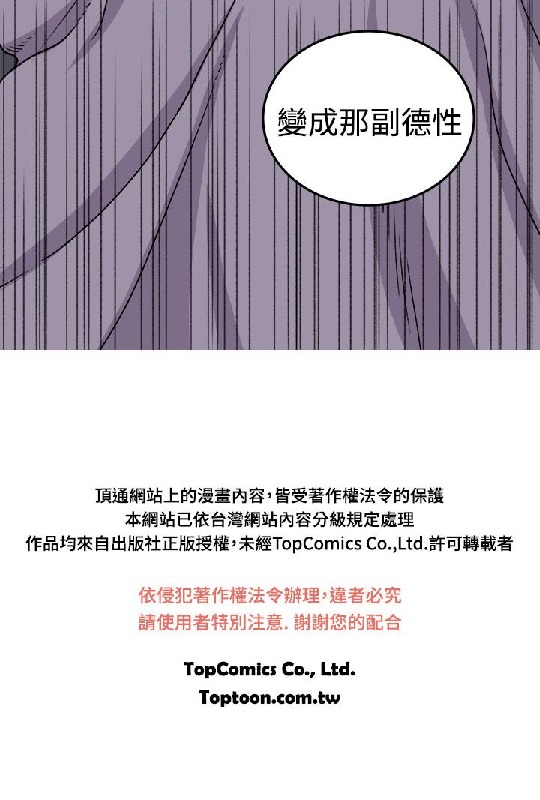 變成那副德性
頂通網站上的漫畫內容，皆受著作權法令的保護
本網站已依台灣網站內容分級規定處理
作品均來自出版社正版授權，未經TopComics Co.,Ltd.許可轉載者
依侵犯著作權法令辦理，違者必究
請使用者特別注意. 謝謝您的配合
TopComics Co., Ltd.
Toptoon.com.tw